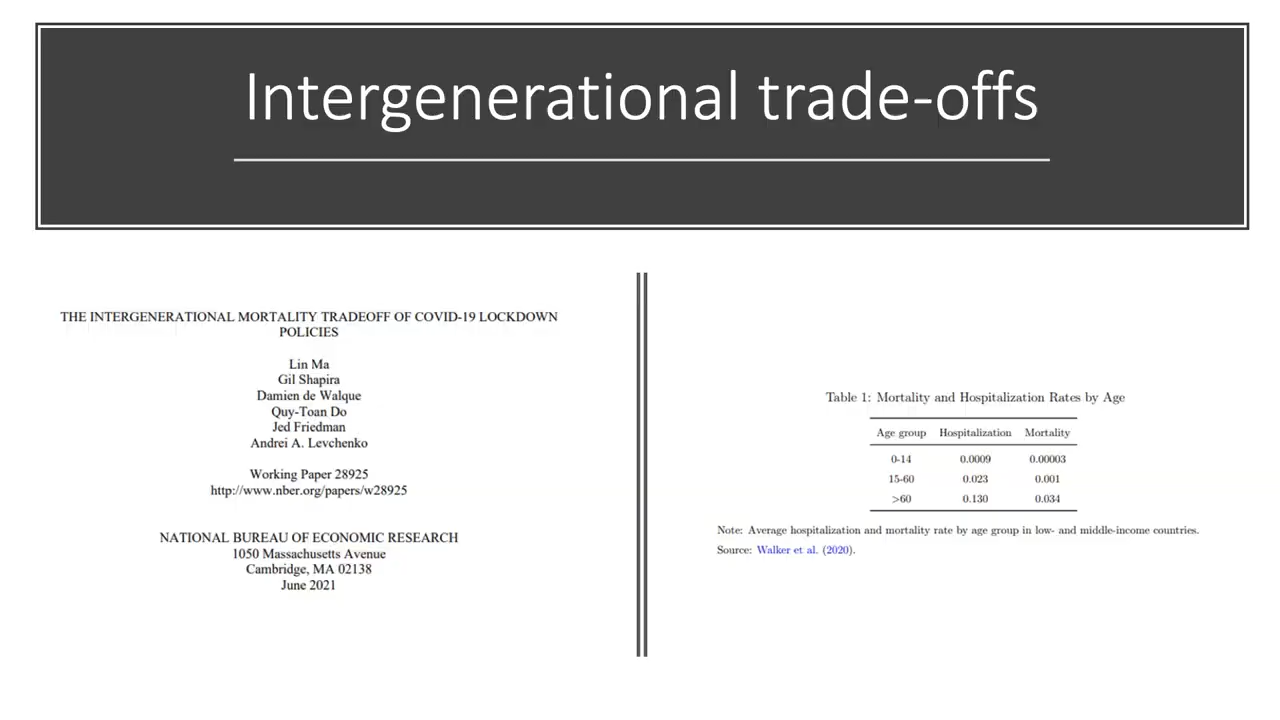 Intergenerational trade-offs
THE INTERGENERATIONAL MORTALITY TRADEOFF OF COVID-19 LOCKDOWN
POLICIES
Lin Ma
Gil Shapira
Damien de Walque
Quy-Toan Do
Jed Friedman
Andrei A. Levchenko
Working Paper 28925
http://www.nber.org/papers/w28925
NATIONAL BUREAU OF ECONOMIC RESEARCH
1050 Massachusetts Avenue
Cambridge, MA 02138
June 2021
Table 1: Mortality and Hospitalization Rates by Age
Age group Hospitalization Mortality
0-14 0.0009 0.00003
15-60 0.023 0.001
>60 0.130 0.034
Note: Average hospitalization and mortality rate by age group in low- and middle-income countries.
Source: Walker et al. (2020).